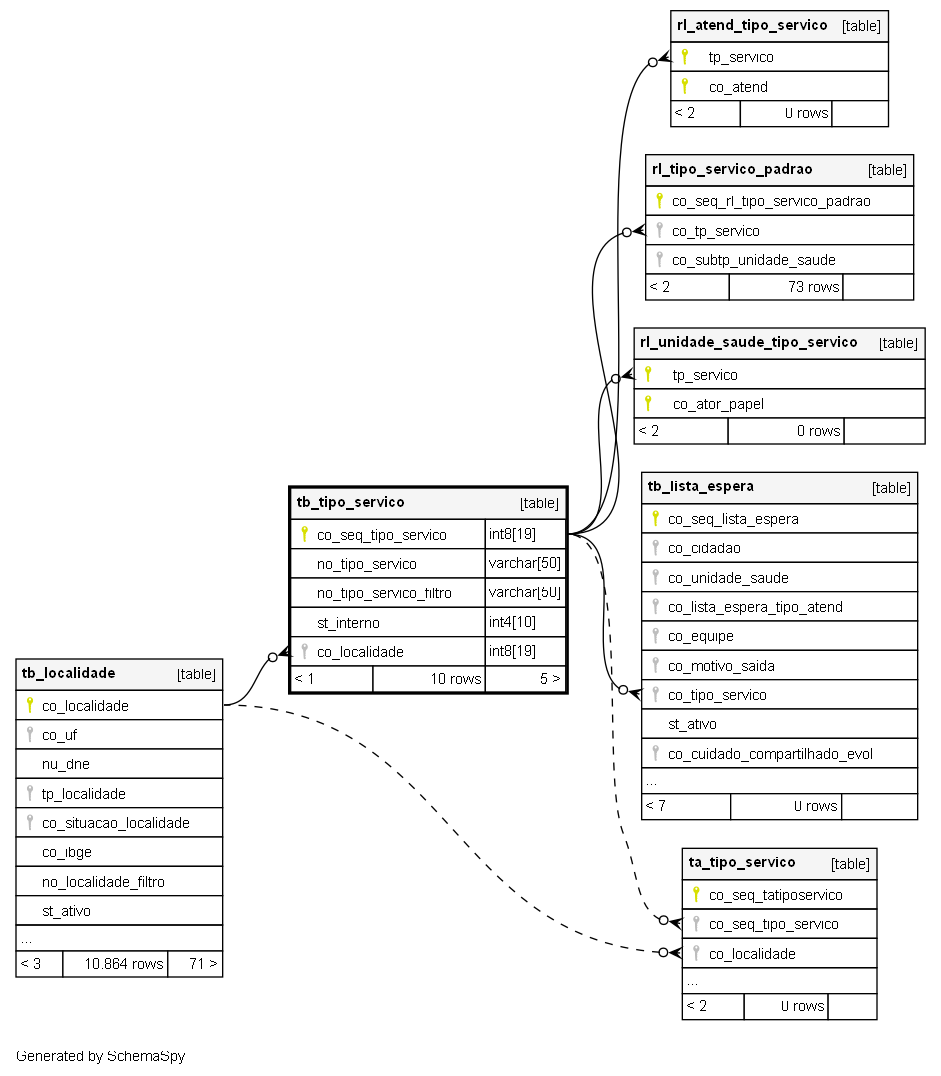 rl_atend_tipo_servico [table]
tp_servico
co_atend
< 2 0 rows
rl_tipo_servico_padrao [table]
co_seq_rl_tipo_servico_padrao
co_tp_servico
co_subtp_unidade_saude
< 2 73 rows
rl_unidade_saude_tipo_servico [table]
tp_servico
co_ator_papel
< 2 0 rows
tb_lista_espera [table]
co_seq_lista_espera
co_cidadao
co_unidade_saude
co_lista_espera_tipo_atend
co_equipe
co_motivo_saida
co_tipo_servico
st_ativo
co_cuidado_compartilhado_evol
...
< 7 0 rows
tb_tipo_servico [table]
co_seq_tipo_servico int8[19]
no_tipo_servico varchar[50]
no_tipo_servico_filtro varchar[50]
st_interno int4[10]
co_localidade int8[19]
< 1 10 rows 5 >
tb_localidade [table]
co_localidade
co_uf
nu_dne
tp_localidade
co_situacao_localidade
co_ibge
no_localidade_filtro
st_ativo
...
< 3 10.864 rows 71 >
ta_tipo_servico [table]
co_seq_tatiposervico
co_seq_tipo_servico
co_localidade
...
< 2 0 rows
Generated by SchemaSpy